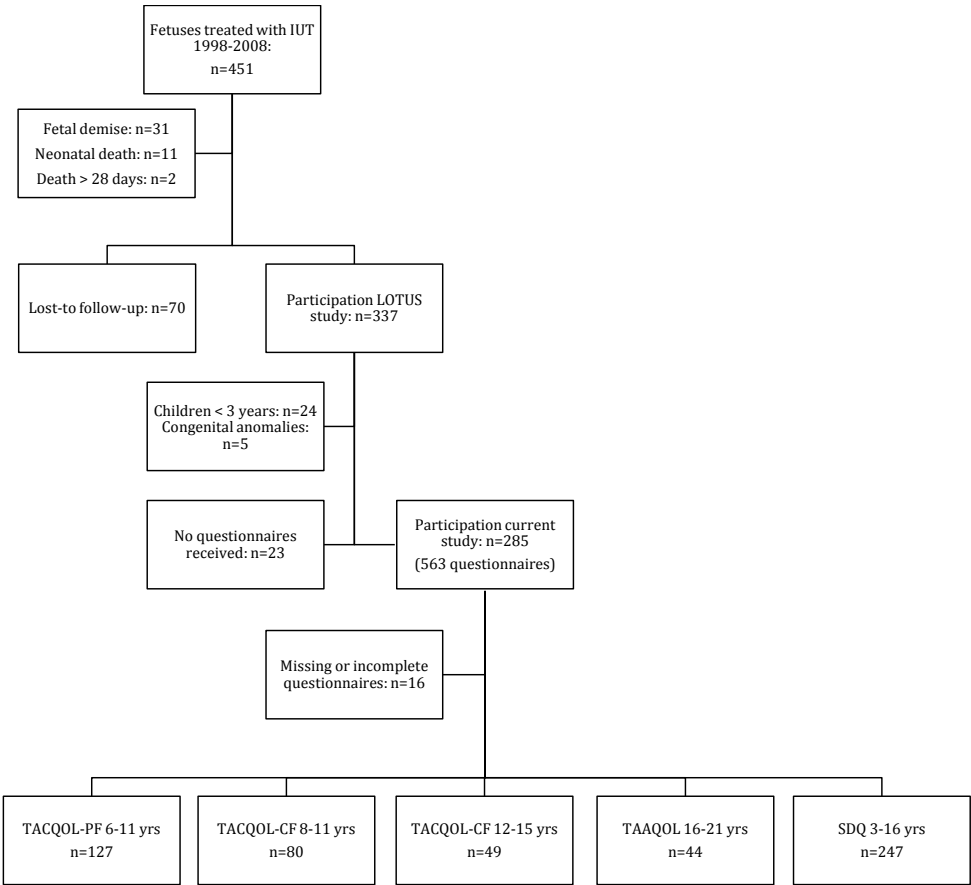 Fetuses treated with IUT
1998-2008:
n=451
Fetal demise: n=31
Neonatal death: n=11
Death > 28 days: n=2
Lost-to follow-up: n=70
Participation LOTUS
study: n=337
Children < 3 years: n=24
Congenital anomalies:
n=5
No questionnaires
received: n=23
Participation current
study: n=285
(563 questionnaires)
Missing or incomplete
questionnaires: n=16
TACQOL-PF 6-11 yrs
n=127
TACQOL-CF 8-11 yrs
n=80
TACQOL-CF 12-15 yrs
n=49
TAAQOL 16-21 yrs
n=44
SDQ 3-16 yrs
n=247